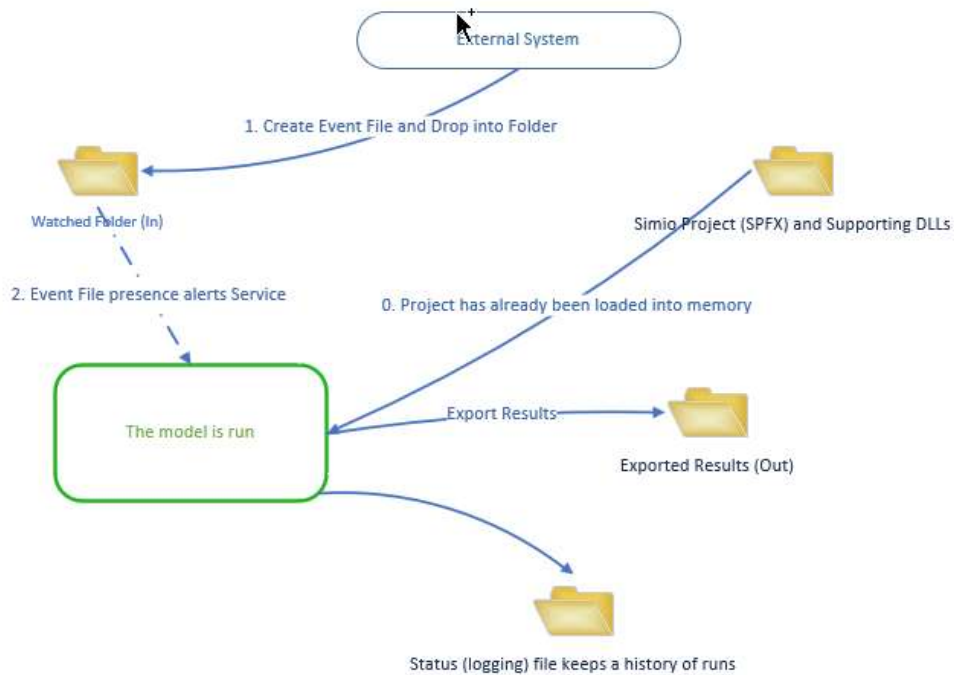 External System
1. Create Event File and Drop into Folder
Watched Folder (In)
Simio Project (SPFX) and Supporting DLLs
2. Event File presence alerts Service
0. Project has already been loaded into memory
Export Results
The model is run
Exported Results (Out)
Status (logging) file keeps a history of runs